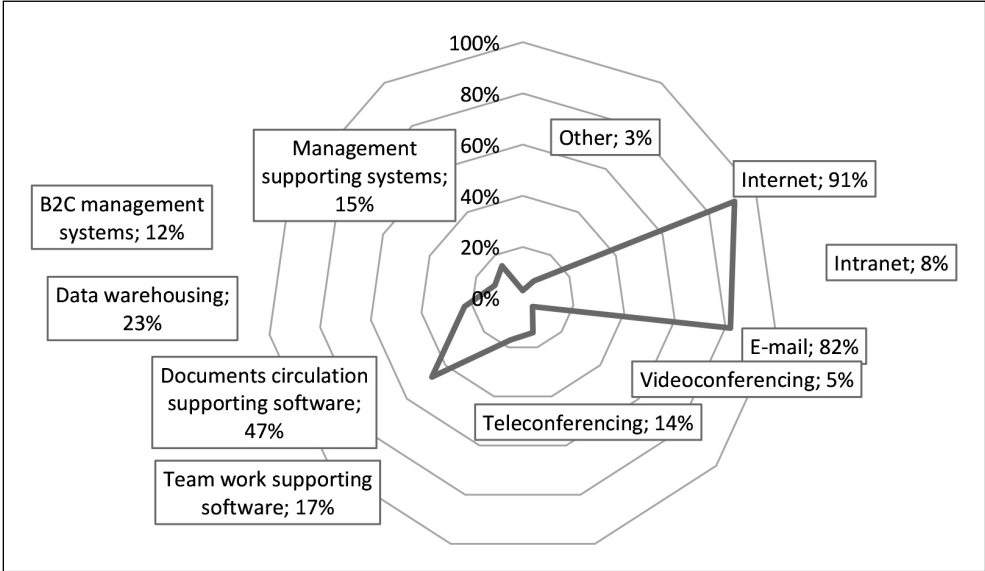 100%
80%
60%
40%
20%
0%
Other; 3%
Internet; 91%
Intranet; 8%
E-mail; 82%
Videoconferencing; 5%
Teleconferencing; 14%
Team work supporting
software; 17%
Documents circulation
supporting software;
47%
Data warehousing;
23%
B2C management
systems; 12%
Management
supporting systems;
15%